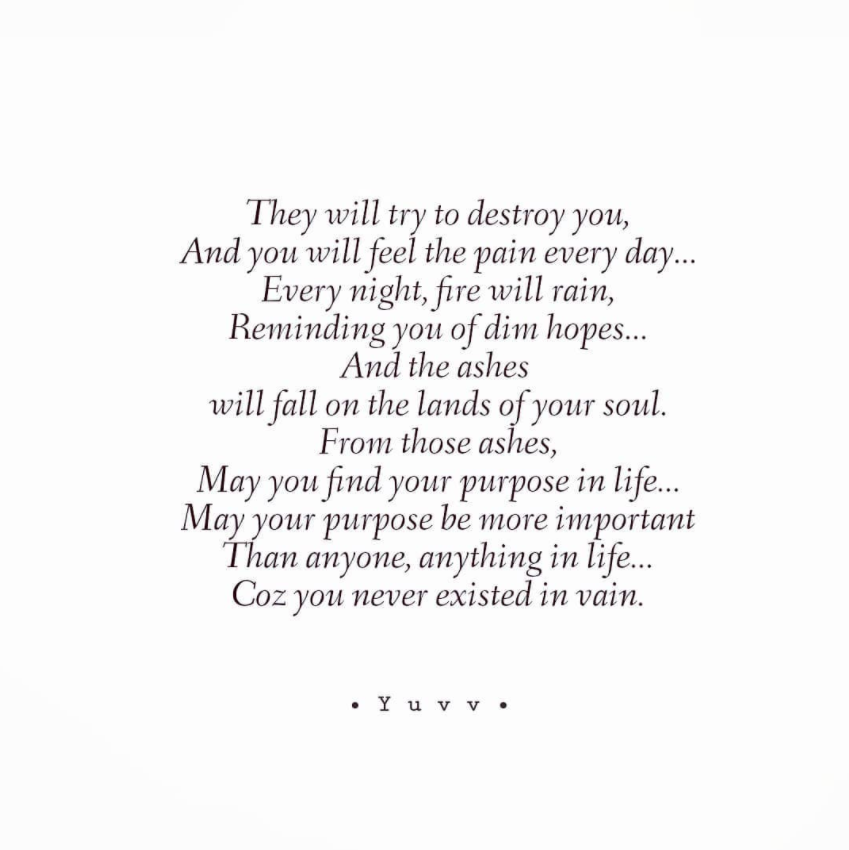 They will try to destroy you,
And you will feel the pain every day...
Every night, fire will rain,
Reminding you of dim hopes...
And the ashes
will fall on the lands of your soul.
From those ashes,
May you find your purpose in life...
May your purpose be more important
Than anyone, anything in life...
Coz you never existed in vain.
• Yuvv •